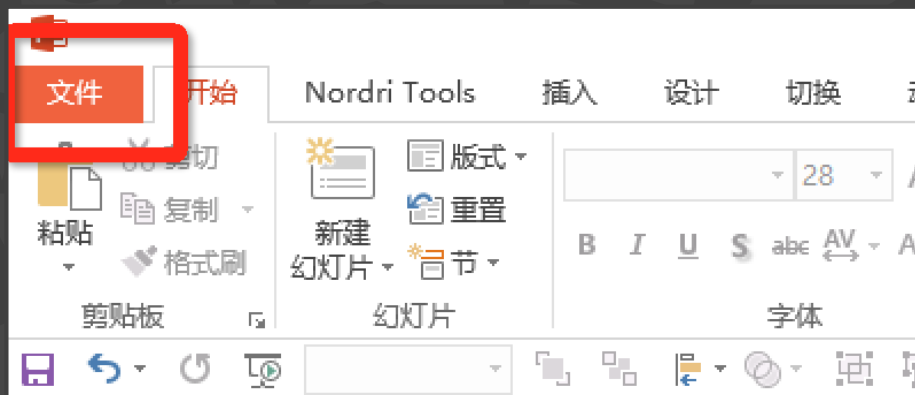 文件 开始 Nordri Tools 插入 设计 切换
剪切 版式 28
复制 重置
粘贴 新建 B I U S abc AV
格式刷 幻灯片 节
剪贴板 幻灯片 字体